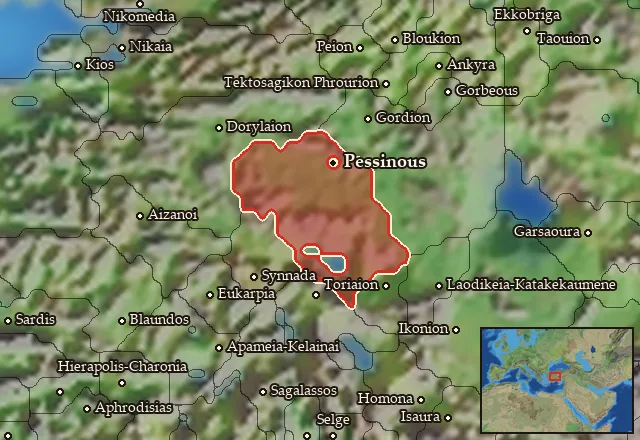 Nikomedia
Ekkobriga
Nikaia
Peion
Bloukion
Taouion
Kios
Ankyra
Tektosagikon Phrourion
Gorbeous
Gordion
Dorylaion
Pessinous
Aizanoi
Garsaoura
Synnada
Toriaion
Laodikeia-Katakekaumene
Eukarpia
Sardis
Blaundos
Ikonion
Apameia-Kelainai
Hierapolis-Charonia
Sagalassos
Homona
Aphrodisias
Selge
Isaura